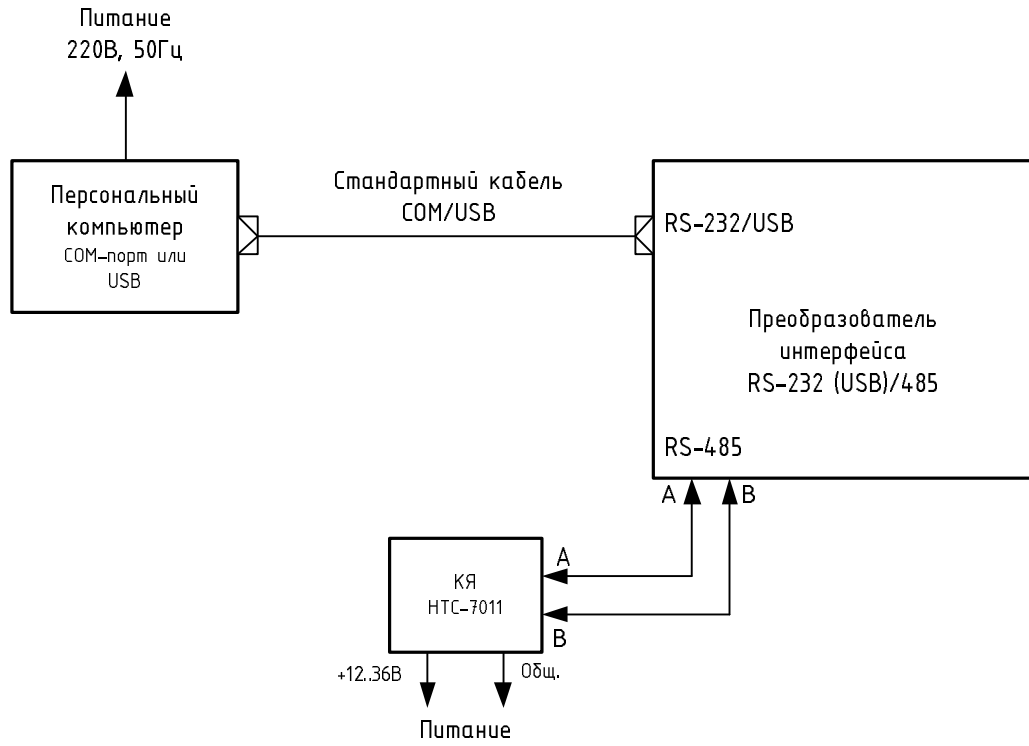 Питание
220В, 50Гц
Персональный
компьютер
COM-порт или
USB
Стандартный кабель
COM/USB
RS-232/USB
Преобразователь
интерфейса
RS-232 (USB)/485
RS-485
A
B
A
B
КЯ
НТС-7011
+12..36В
Общ.
Питание